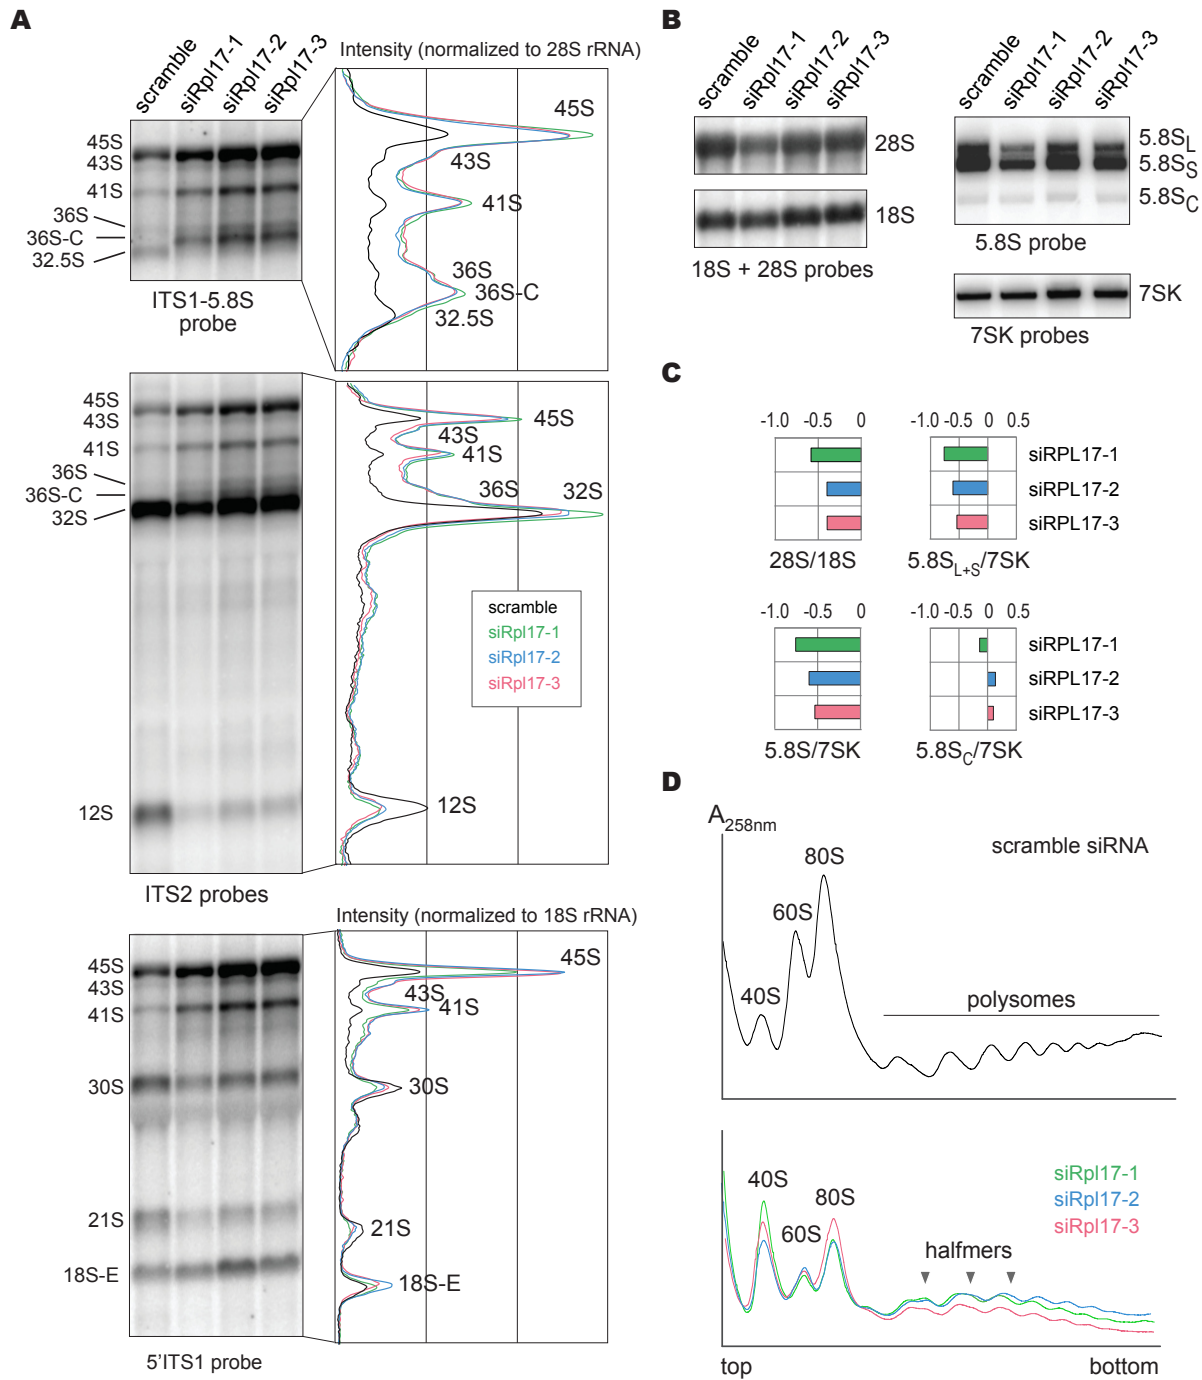 A
scramble
siRpl17-1
siRpl17-2
siRpl17-3
Intensity (normalized to 28S rRNA)
45S
43S
41S
36S
36S-C
32.5S
ITS1-5.8S
probe
45S
43S
41S
36S
36S-C
32.5S
45S
43S
41S
36S
36S-C
32S
12S
ITS2 probes
45S
43S
41S
36S
32S
scramble
siRpl17-1
siRpl17-2
siRpl17-3
12S
Intensity (normalized to 18S rRNA)
45S
43S
41S
30S
21S
18S-E
5'ITS1 probe
45S
43S
41S
30S
21S
18S-E
B
scramble
siRpl17-1
siRpl17-2
siRpl17-3
28S
18S
18S + 28S probes
scramble
siRpl17-1
siRpl17-2
siRpl17-3
5.8SL
5.8SS
5.8SC
5.8S probe
7SK
7SK probes
C
-1.0 -0.5 0
28S/18S
-1.0 -0.5 0 0.5
siRPL17-1
siRPL17-2
siRPL17-3
5.8SL+S/7SK
-1.0 -0.5 0
5.8S/7SK
-1.0 -0.5 0 0.5
siRPL17-1
siRPL17-2
siRPL17-3
5.8SC/7SK
D
A258nm
scramble siRNA
40S
60S
80S
polysomes
40S
60S
80S
halfmers
siRpl17-1
siRpl17-2
siRpl17-3
top
bottom